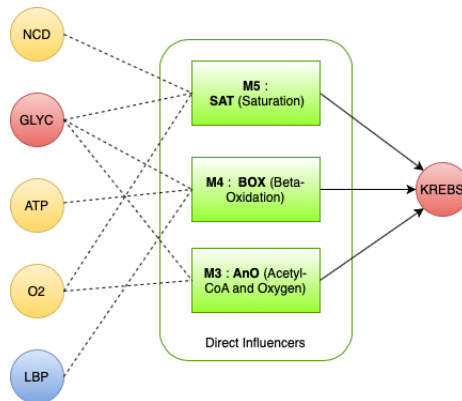 NCD
GLYC
ATP
O2
LBP
M5 :
SAT (Saturation)
M4 : BOX (Beta-
Oxidation)
M3 : AnO (Acetyl-
CoA and Oxygen)
Direct Influencers
KREBS